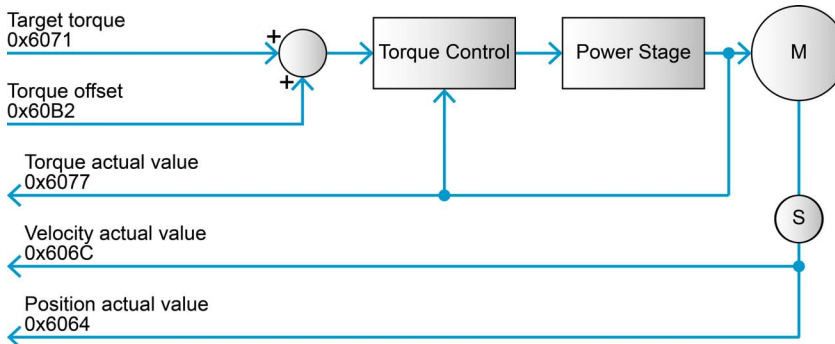 Target torque
0x6071
+
Torque Control
Power Stage
M
+
Torque offset
0x60B2
Torque actual value
0x6077
S
Velocity actual value
0x606C
Position actual value
0x6064